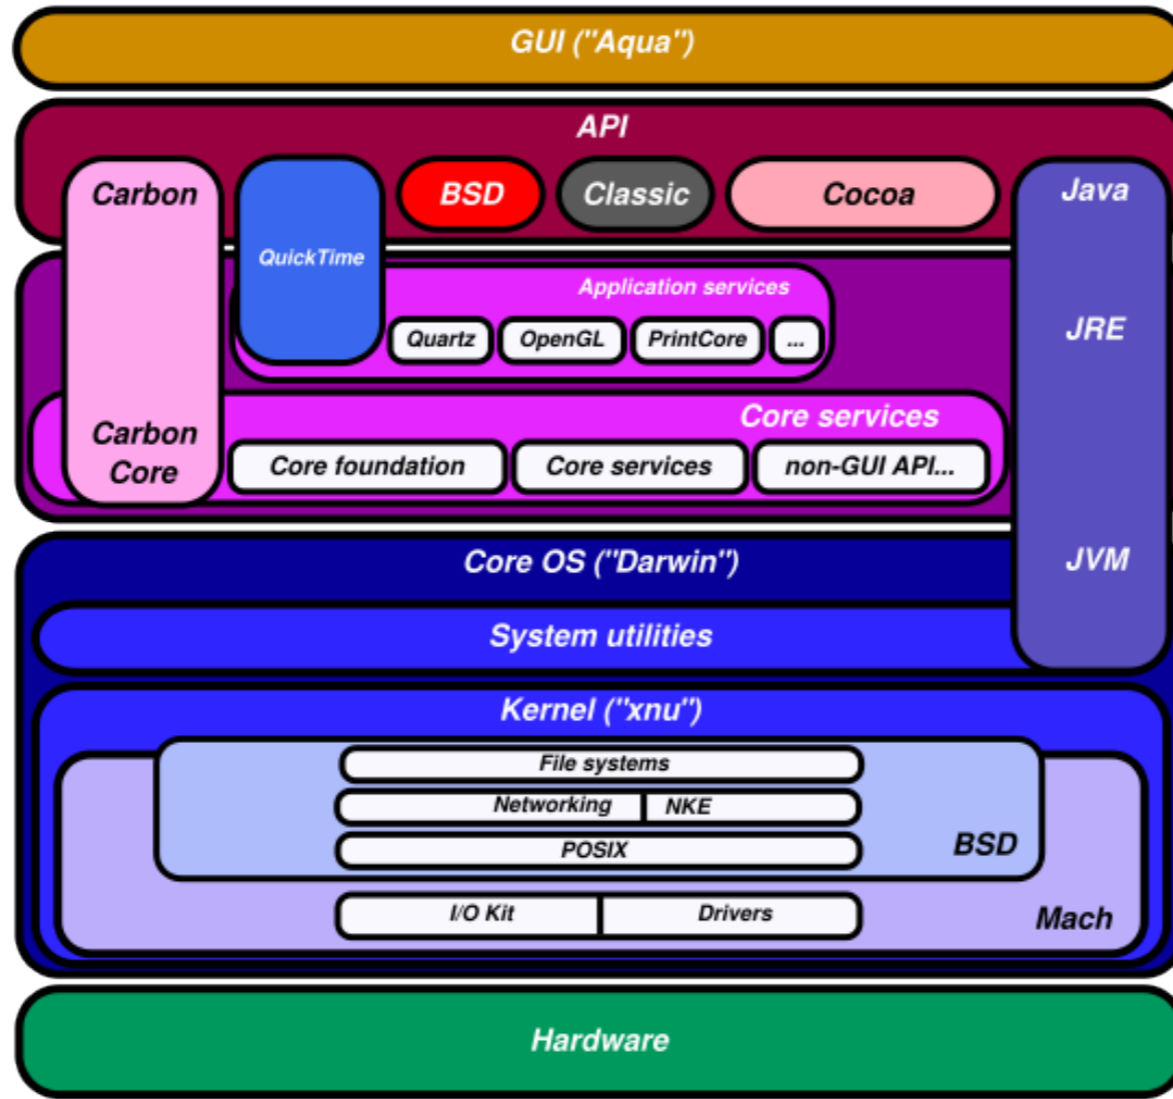 GUI ("Aqua")
API
Carbon
QuickTime
BSD
Classic
Cocoa
Java
Application services
Quartz
OpenGL
PrintCore
...
JRE
Carbon
Core
Core services
Core foundation
Core services
non-GUI API...
Core OS ("Darwin")
JVM
System utilities
Kernel ("xnu")
File systems
Networking
NKE
POSIX
BSD
I/O Kit
Drivers
Mach
Hardware